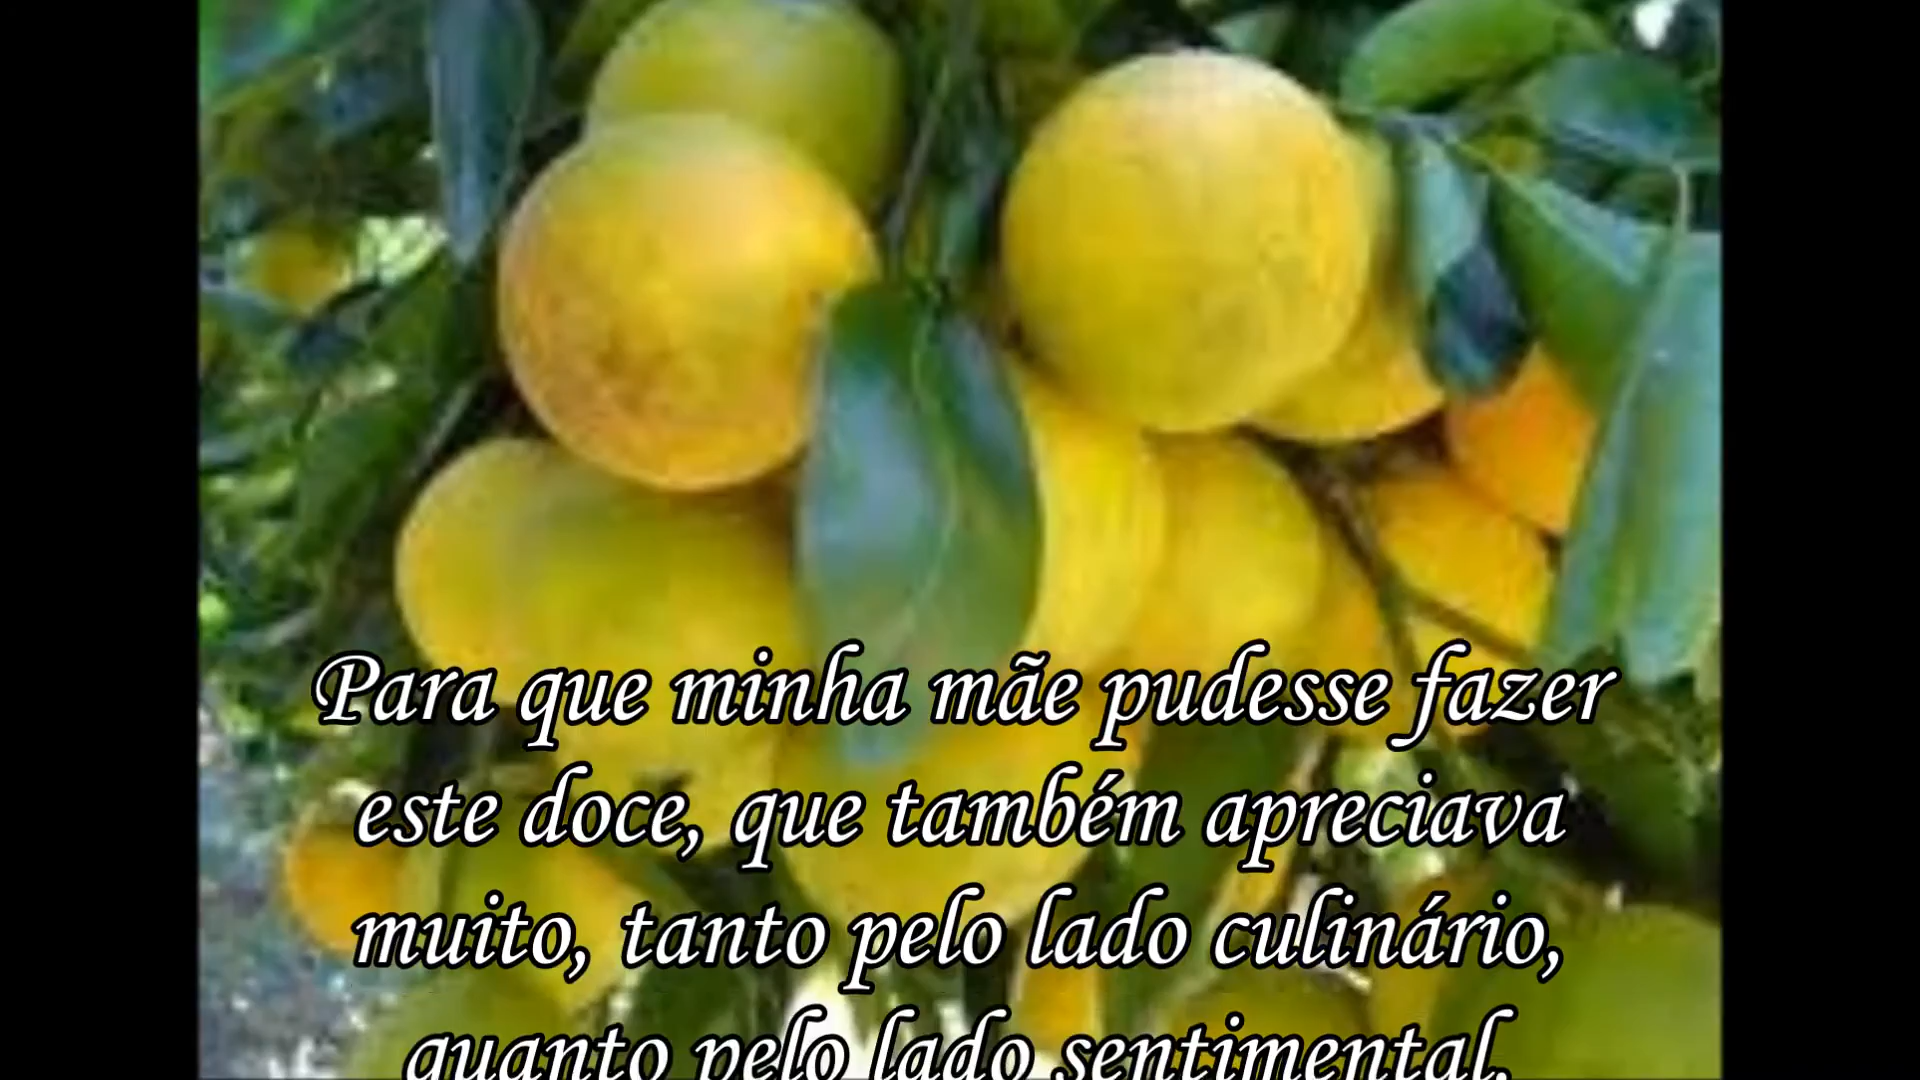 Para que minha mãe pudesse fazer
este doce, que também apreciava
muito, tanto pelo lado culinário,
quanto pelo lado sentimental.